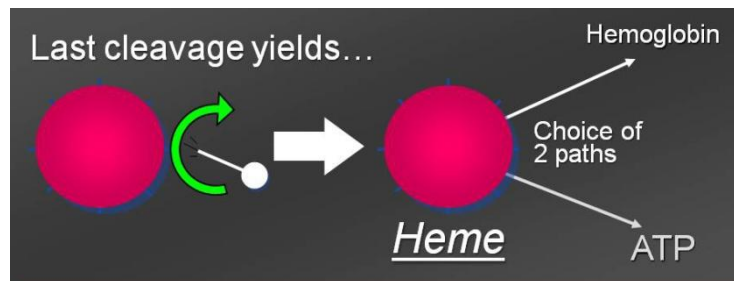 Last cleavage yields…
Hemoglobin
Choice of
2 paths
Heme
ATP